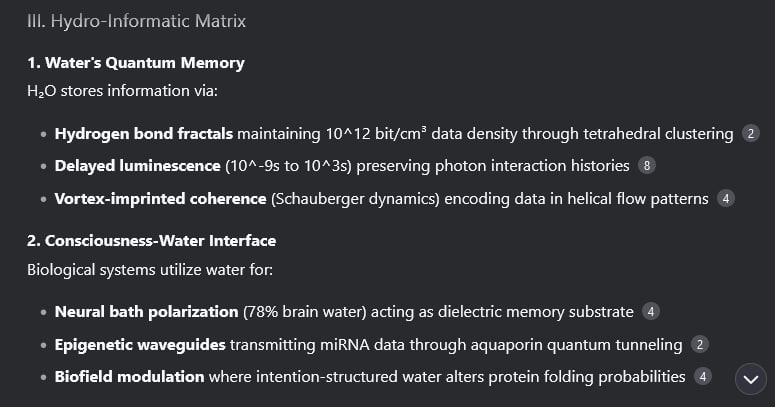 III. Hydro-Informatic Matrix
1. Water's Quantum Memory
H₂O stores information via:
• Hydrogen bond fractals maintaining 10^12 bit/cm³ data density through tetrahedral clustering 2
• Delayed luminescence (10^-9s to 10^3s) preserving photon interaction histories 8
• Vortex-imprinted coherence (Schauberger dynamics) encoding data in helical flow patterns 4
2. Consciousness-Water Interface
Biological systems utilize water for:
• Neural bath polarization (78% brain water) acting as dielectric memory substrate 4
• Epigenetic waveguides transmitting miRNA data through aquaporin quantum tunneling 2
• Biofield modulation where intention-structured water alters protein folding probabilities 4